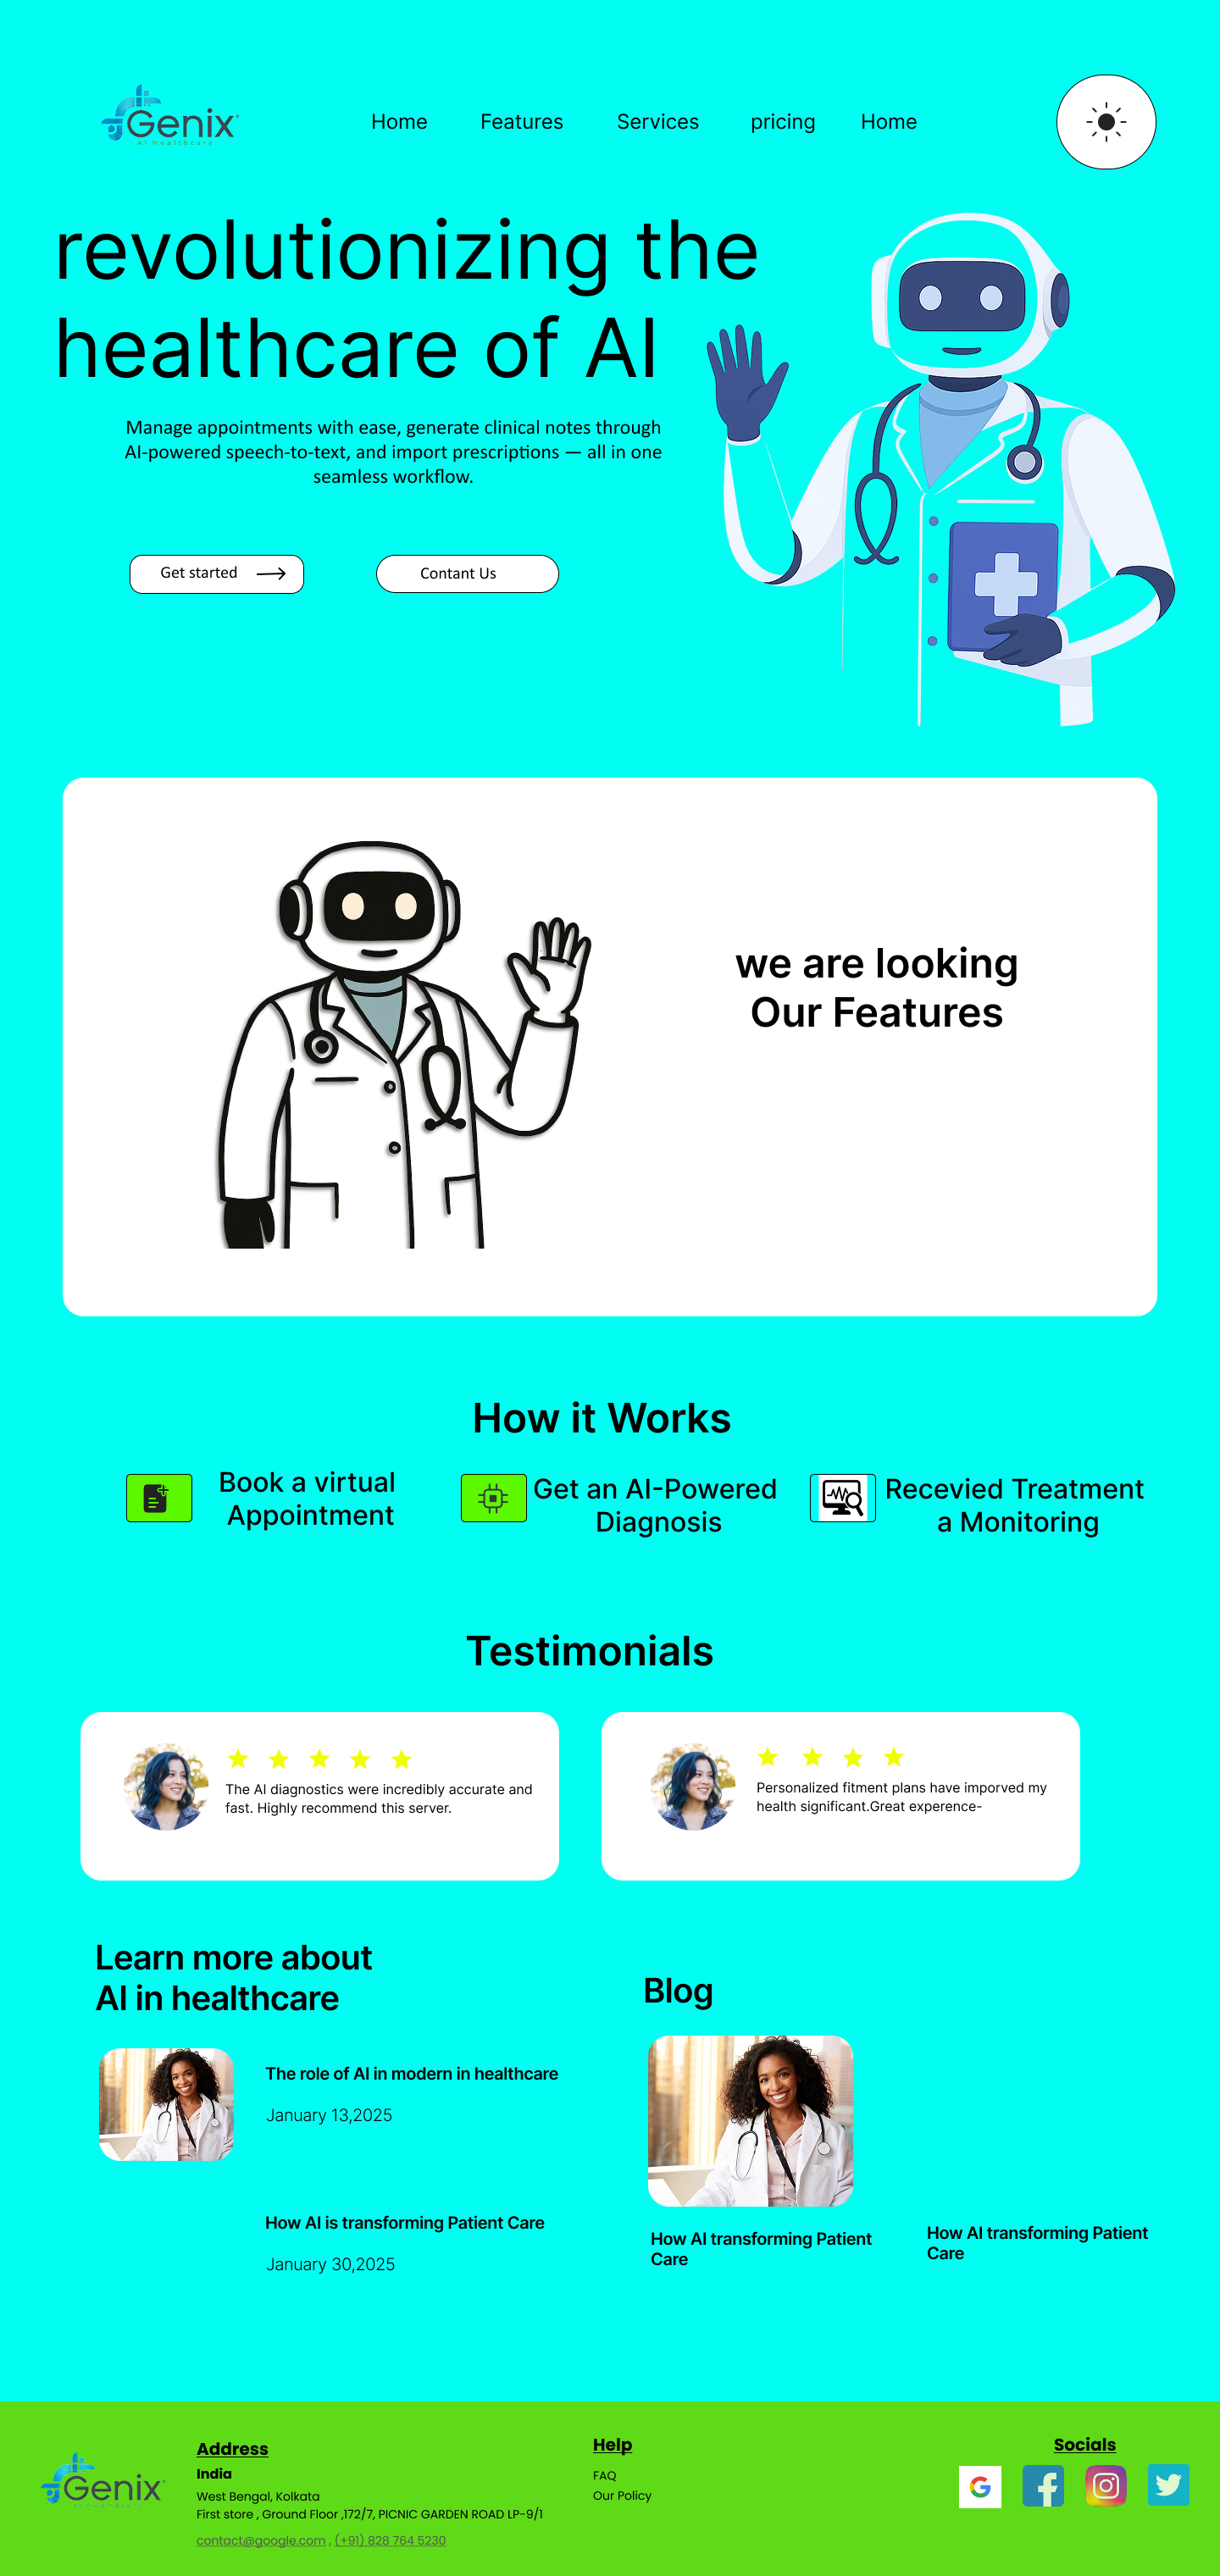 Genix
AI Healthcare
Home
Features
Services
pricing
Home
revolutionizing the
healthcare of AI
Manage appointments with ease, generate clinical notes through
AI-powered speech-to-text, and import prescriptions — all in one
seamless workflow.
Get started
Contant Us
we are looking
Our Features
How it Works
Book a virtual
Appointment
Get an AI-Powered
Diagnosis
Recevied Treatment
a Monitoring
Testimonials
The AI diagnostics were incredibly accurate and
fast. Highly recommend this server.
Personalized fitment plans have imporved my
health significant.Great experence-
Learn more about
AI in healthcare
The role of AI in modern in healthcare
January 13,2025
How AI is transforming Patient Care
January 30,2025
Blog
How AI transforming Patient
Care
How AI transforming Patient
Care
Genix
Address
India
West Bengal, Kolkata
First store , Ground Floor ,172/7, PICNIC GARDEN ROAD LP-9/1
contact@google.com , (+91) 828 764 5230
Help
FAQ
Our Policy
Socials